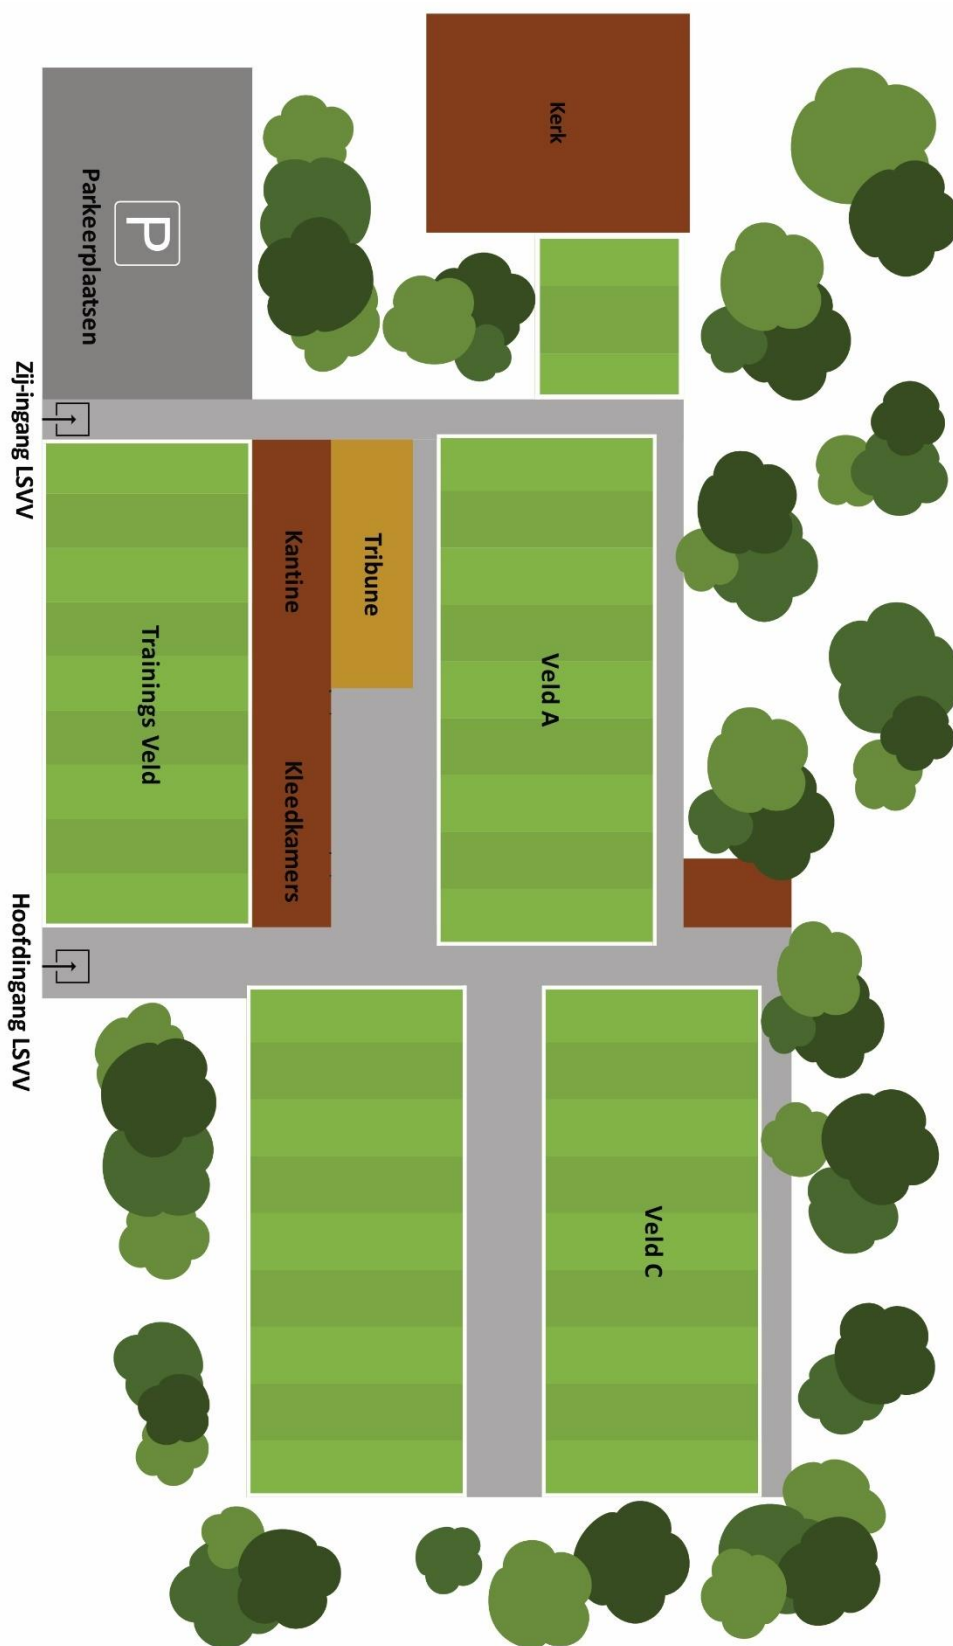 Kerk
P
Parkeerplaatsen
Zij-ingang LSVV
Tribune
Kantine
Veld A
Trainings Veld
Kleedkamers
Hoofdingang LSVV
Veld C